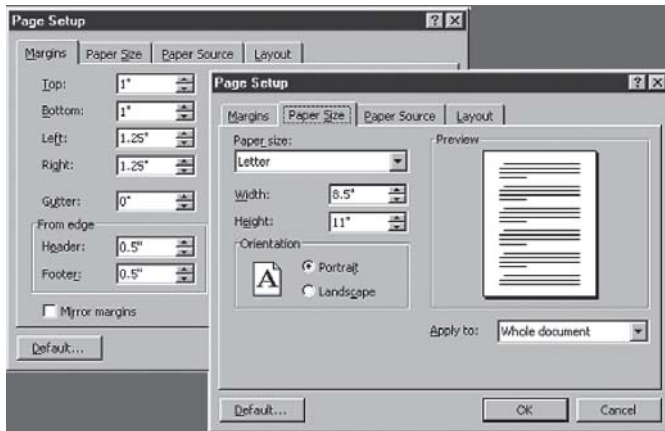 Page Setup
Margins Paper Size Paper Source Layout
Top: 1"
Bottom: 1"
Left: 1.25"
Right: 1.25"
Gutter: 0"
From edge
Header: 0.5"
Footer: 0.5"
Mirror margins
Default...
Page Setup
Margins Paper Size Paper Source Layout
Paper size:
Letter
Width: 8.5"
Height: 11"
Orientation
A
Portrait
Landscape
Preview
Apply to: Whole document
Default... OK Cancel